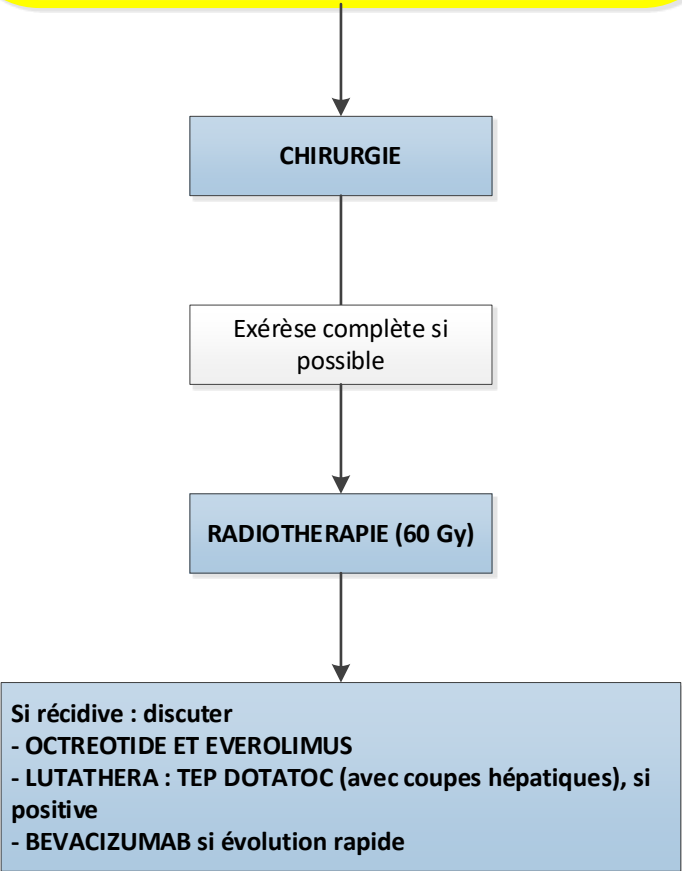 CHIRURGIE
Exérèse complète si
possible
RADIOTHERAPIE (60 Gy)
Si récidive : discuter
- OCTREOTIDE ET EVEROLIMUS
- LUTATHERA : TEP DOTATOC (avec coupes hépatiques), si
positive
- BEVACIZUMAB si évolution rapide